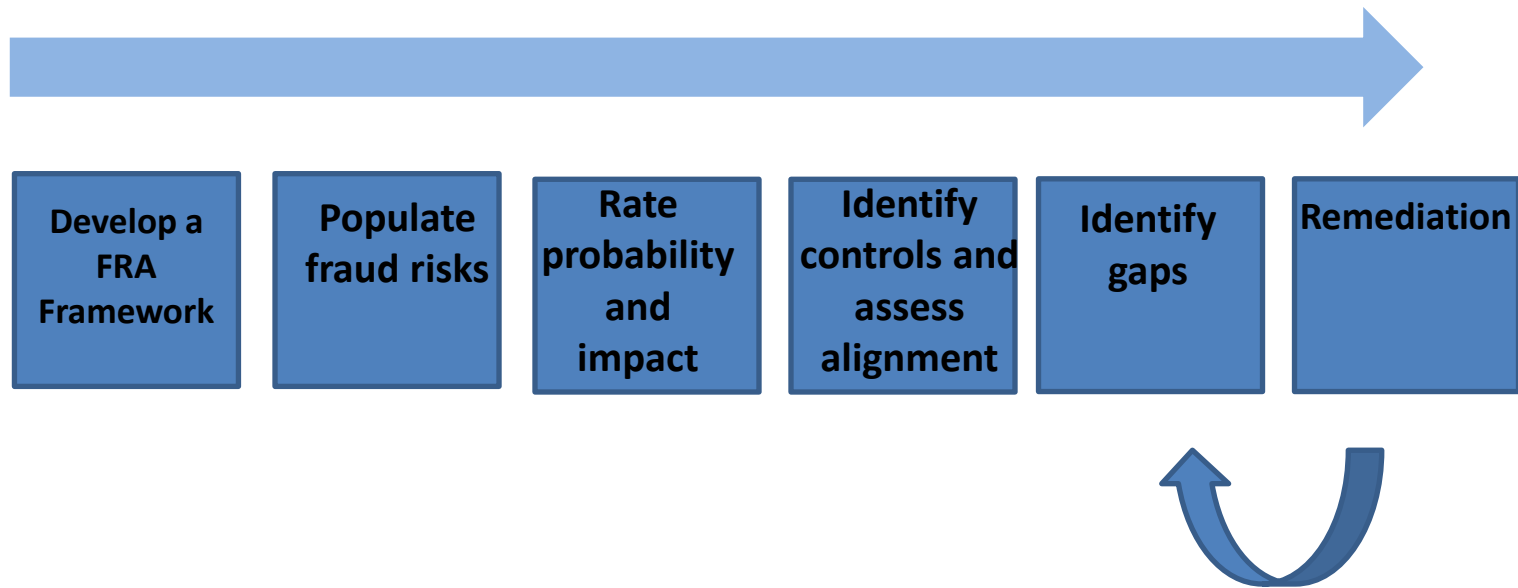 Develop a
FRA
Framework
Populate
fraud risks
Rate
probability
and
impact
Identify
controls and
assess
alignment
Identify
gaps
Remediation